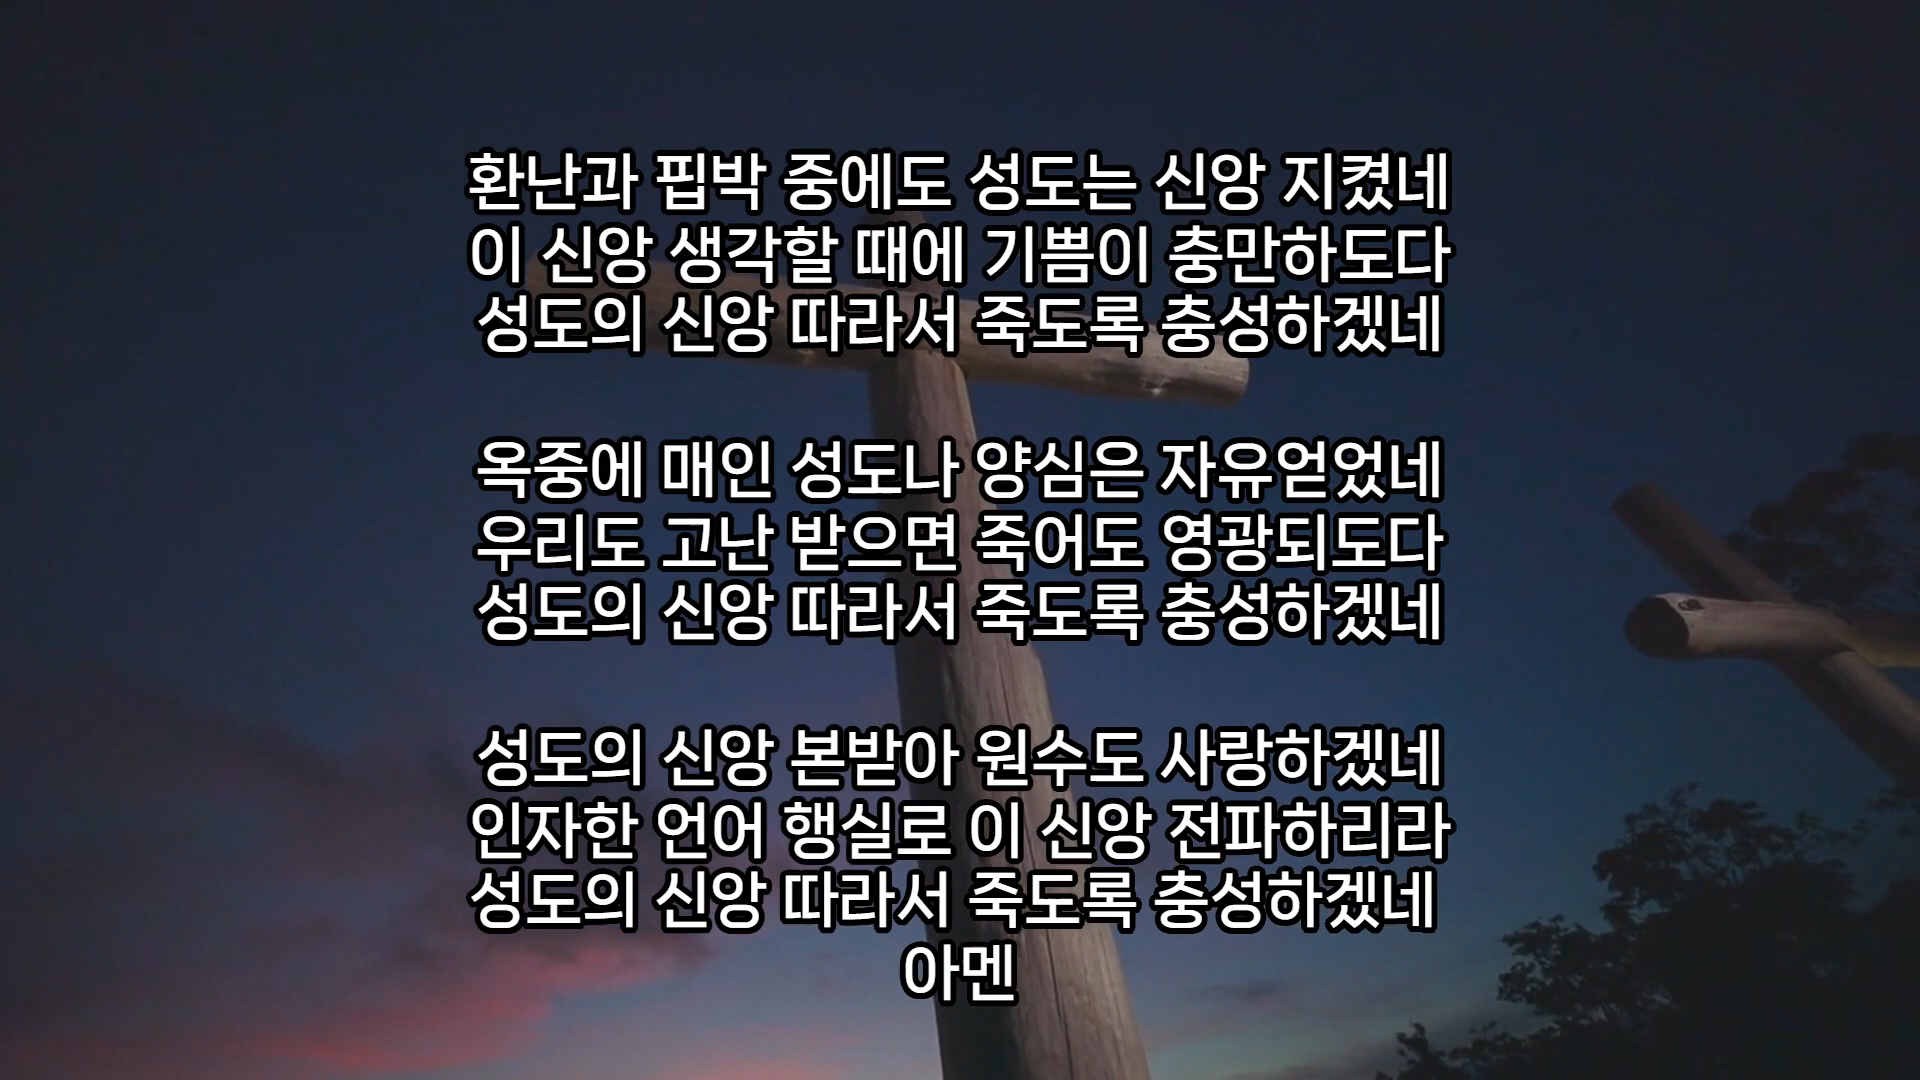 환난과 핍박 중에도 성도는 신앙 지켰네
이 신앙 생각할 때에 기쁨이 충만하도다
성도의 신앙 따라서 죽도록 충성하겠네
옥중에 매인 성도나 양심은 자유얻었네
우리도 고난 받으면 죽어도 영광되도다
성도의 신앙 따라서 죽도록 충성하겠네
성도의 신앙 본받아 원수도 사랑하겠네
인자한 언어 행실로 이 신앙 전파하리라
성도의 신앙 따라서 죽도록 충성하겠네
아멘